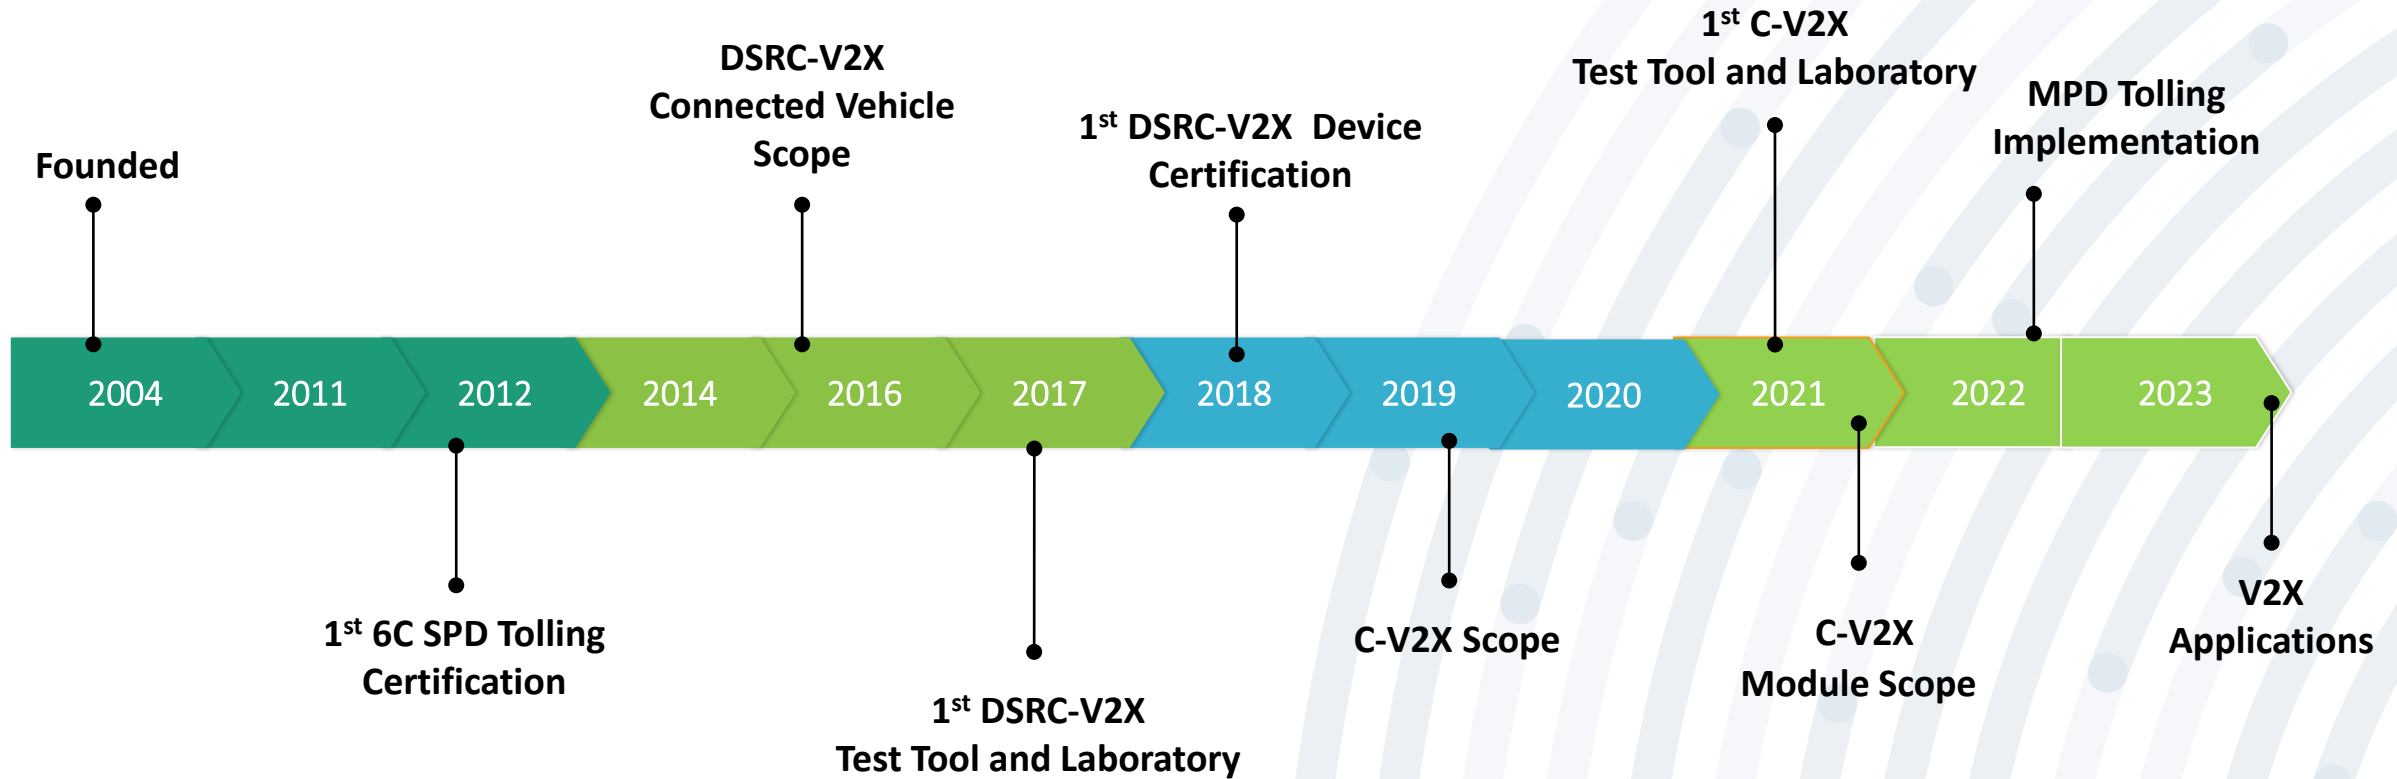 Founded
DSRC-V2X
Connected Vehicle
Scope
1st DSRC-V2X Device
Certification
1st C-V2X
Test Tool and Laboratory
MPD Tolling
Implementation
2004
2011
2012
2014
2016
2017
2018
2019
2020
2021
2022
2023
1st 6C SPD Tolling
Certification
1st DSRC-V2X
Test Tool and Laboratory
C-V2X Scope
C-V2X
Module Scope
V2X
Applications